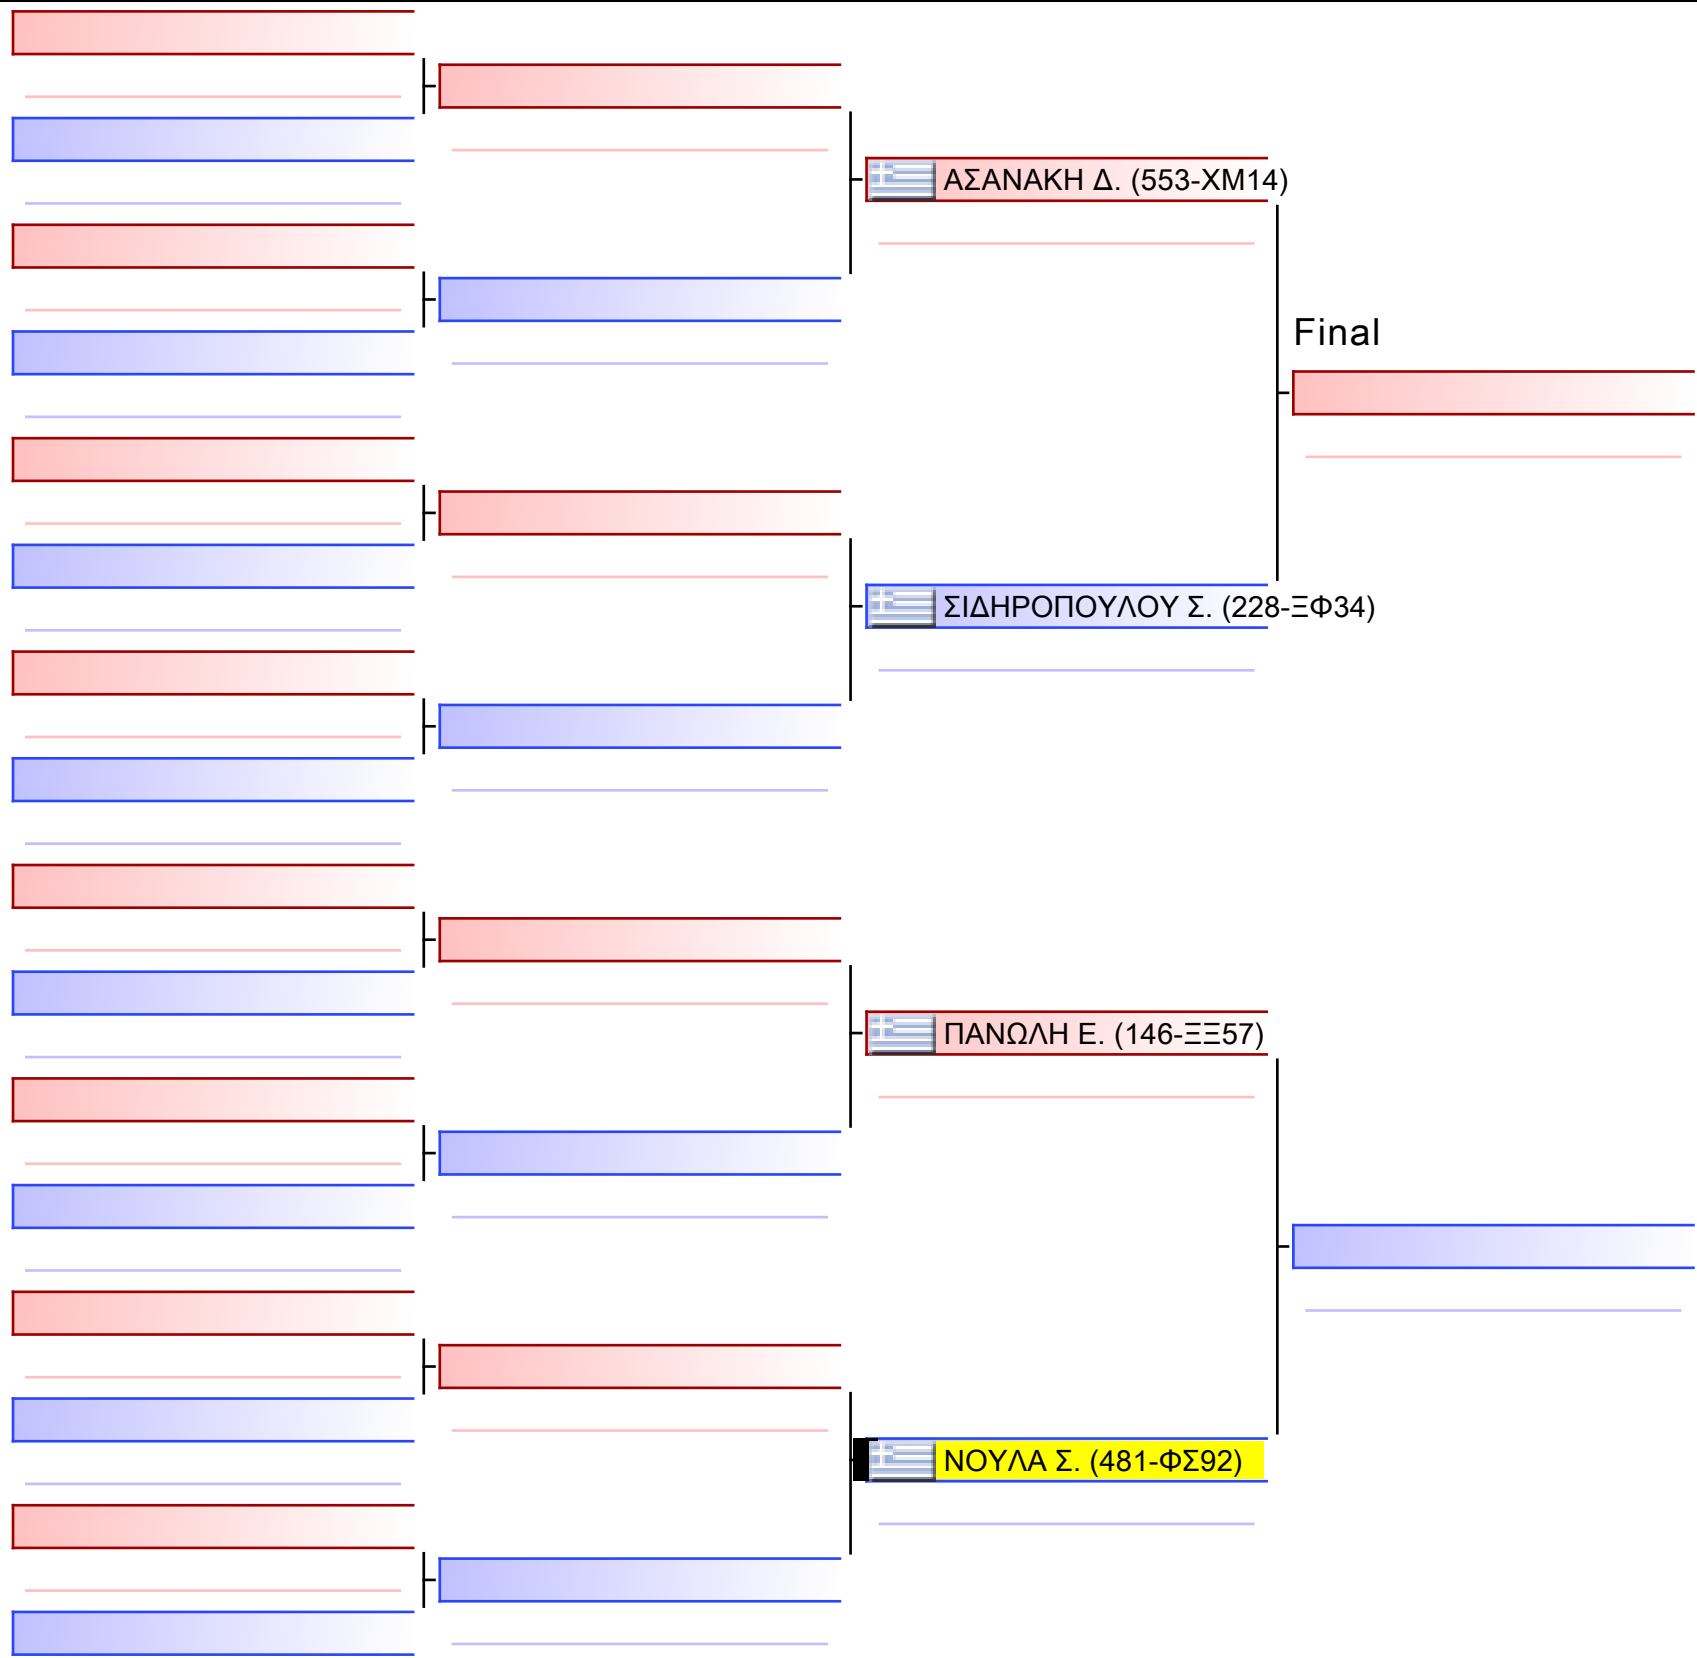 ΑΣΑΝΑΚΗ Δ. (553-ΧΜ14)
Final
ΣΙΔΗΡΟΠΟΥΛΟΥ Σ. (228-ΞΦ34)
ΠΑΝΩΛΗ Ε. (146-ΞΞ57)
ΝΟΥΛΑ Σ. (481-ΦΣ92)